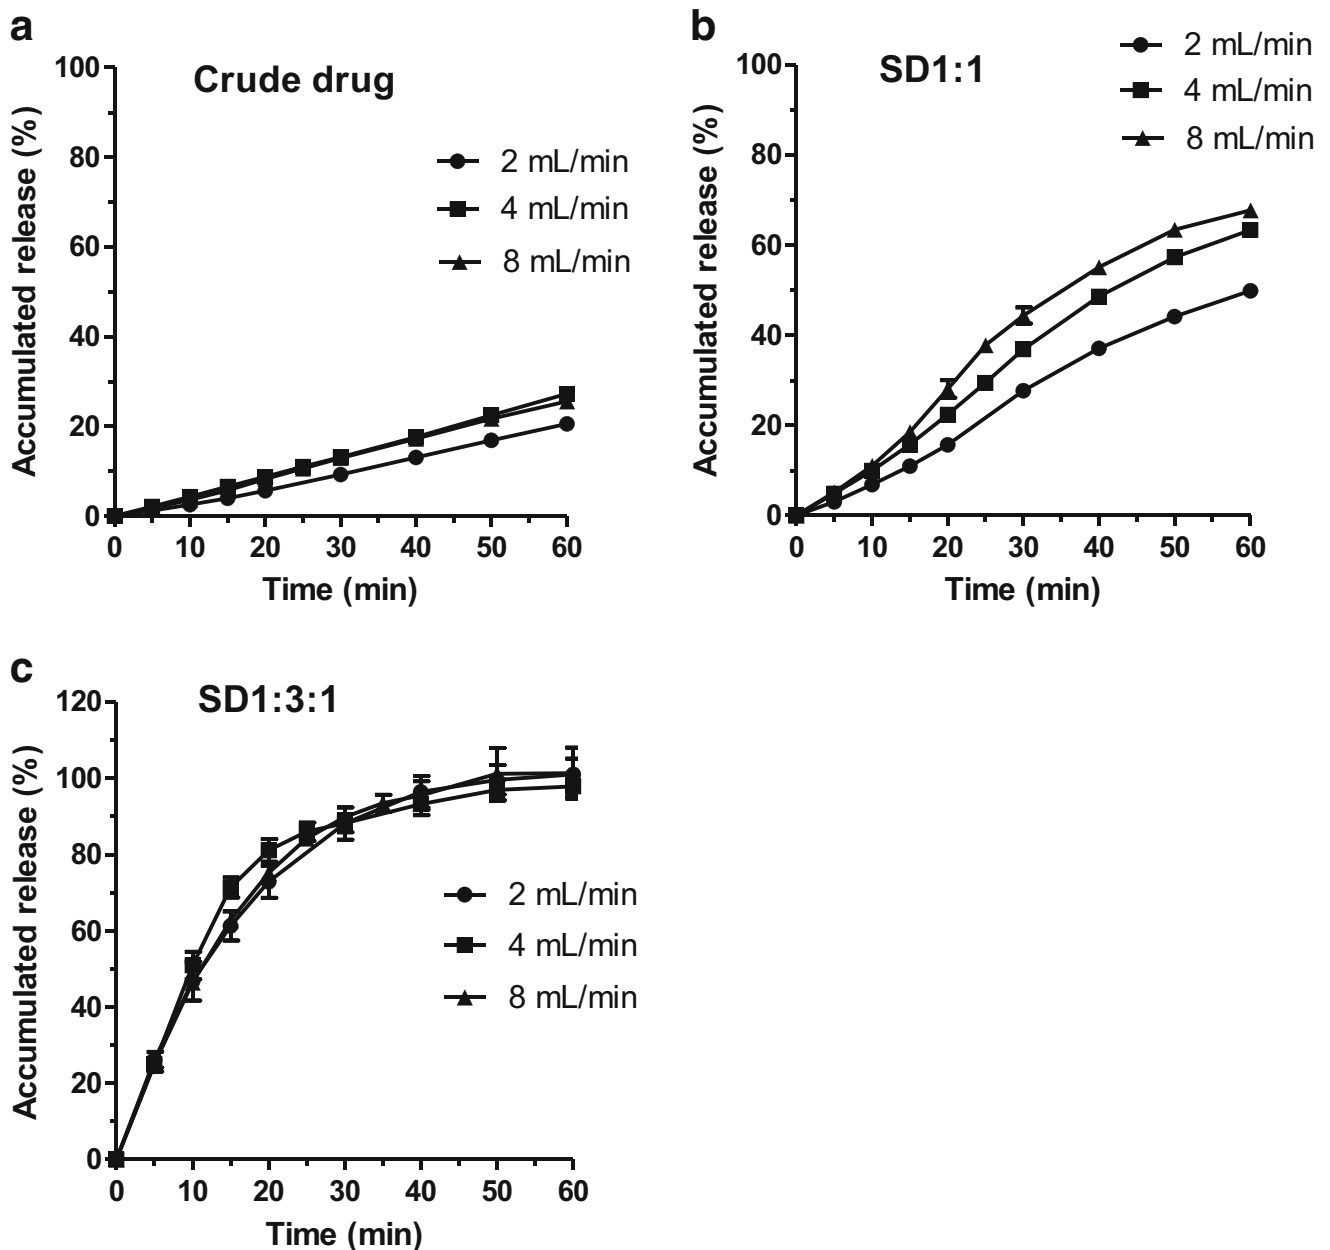 a
Crude drug
2 mL/min
4 mL/min
8 mL/min
Accumulated release (%)
100
80
60
40
20
0
0 10 20 30 40 50 60
Time (min)
b
SD1:1
2 mL/min
4 mL/min
8 mL/min
Accumulated release (%)
100
80
60
40
20
0
0 10 20 30 40 50 60
Time (min)
c
SD1:3:1
2 mL/min
4 mL/min
8 mL/min
Accumulated release (%)
120
100
80
60
40
20
0
0 10 20 30 40 50 60
Time (min)